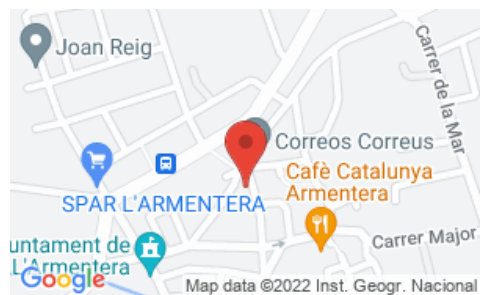 Joan Reig
Carrer de la Mar
Correos Correus
Cafè Catalunya
Armentera
SPAR L'ARMENTERA
untament de
L'Armentera
Carrer Major
Google
Map data ©2022 Inst. Geogr. Nacional